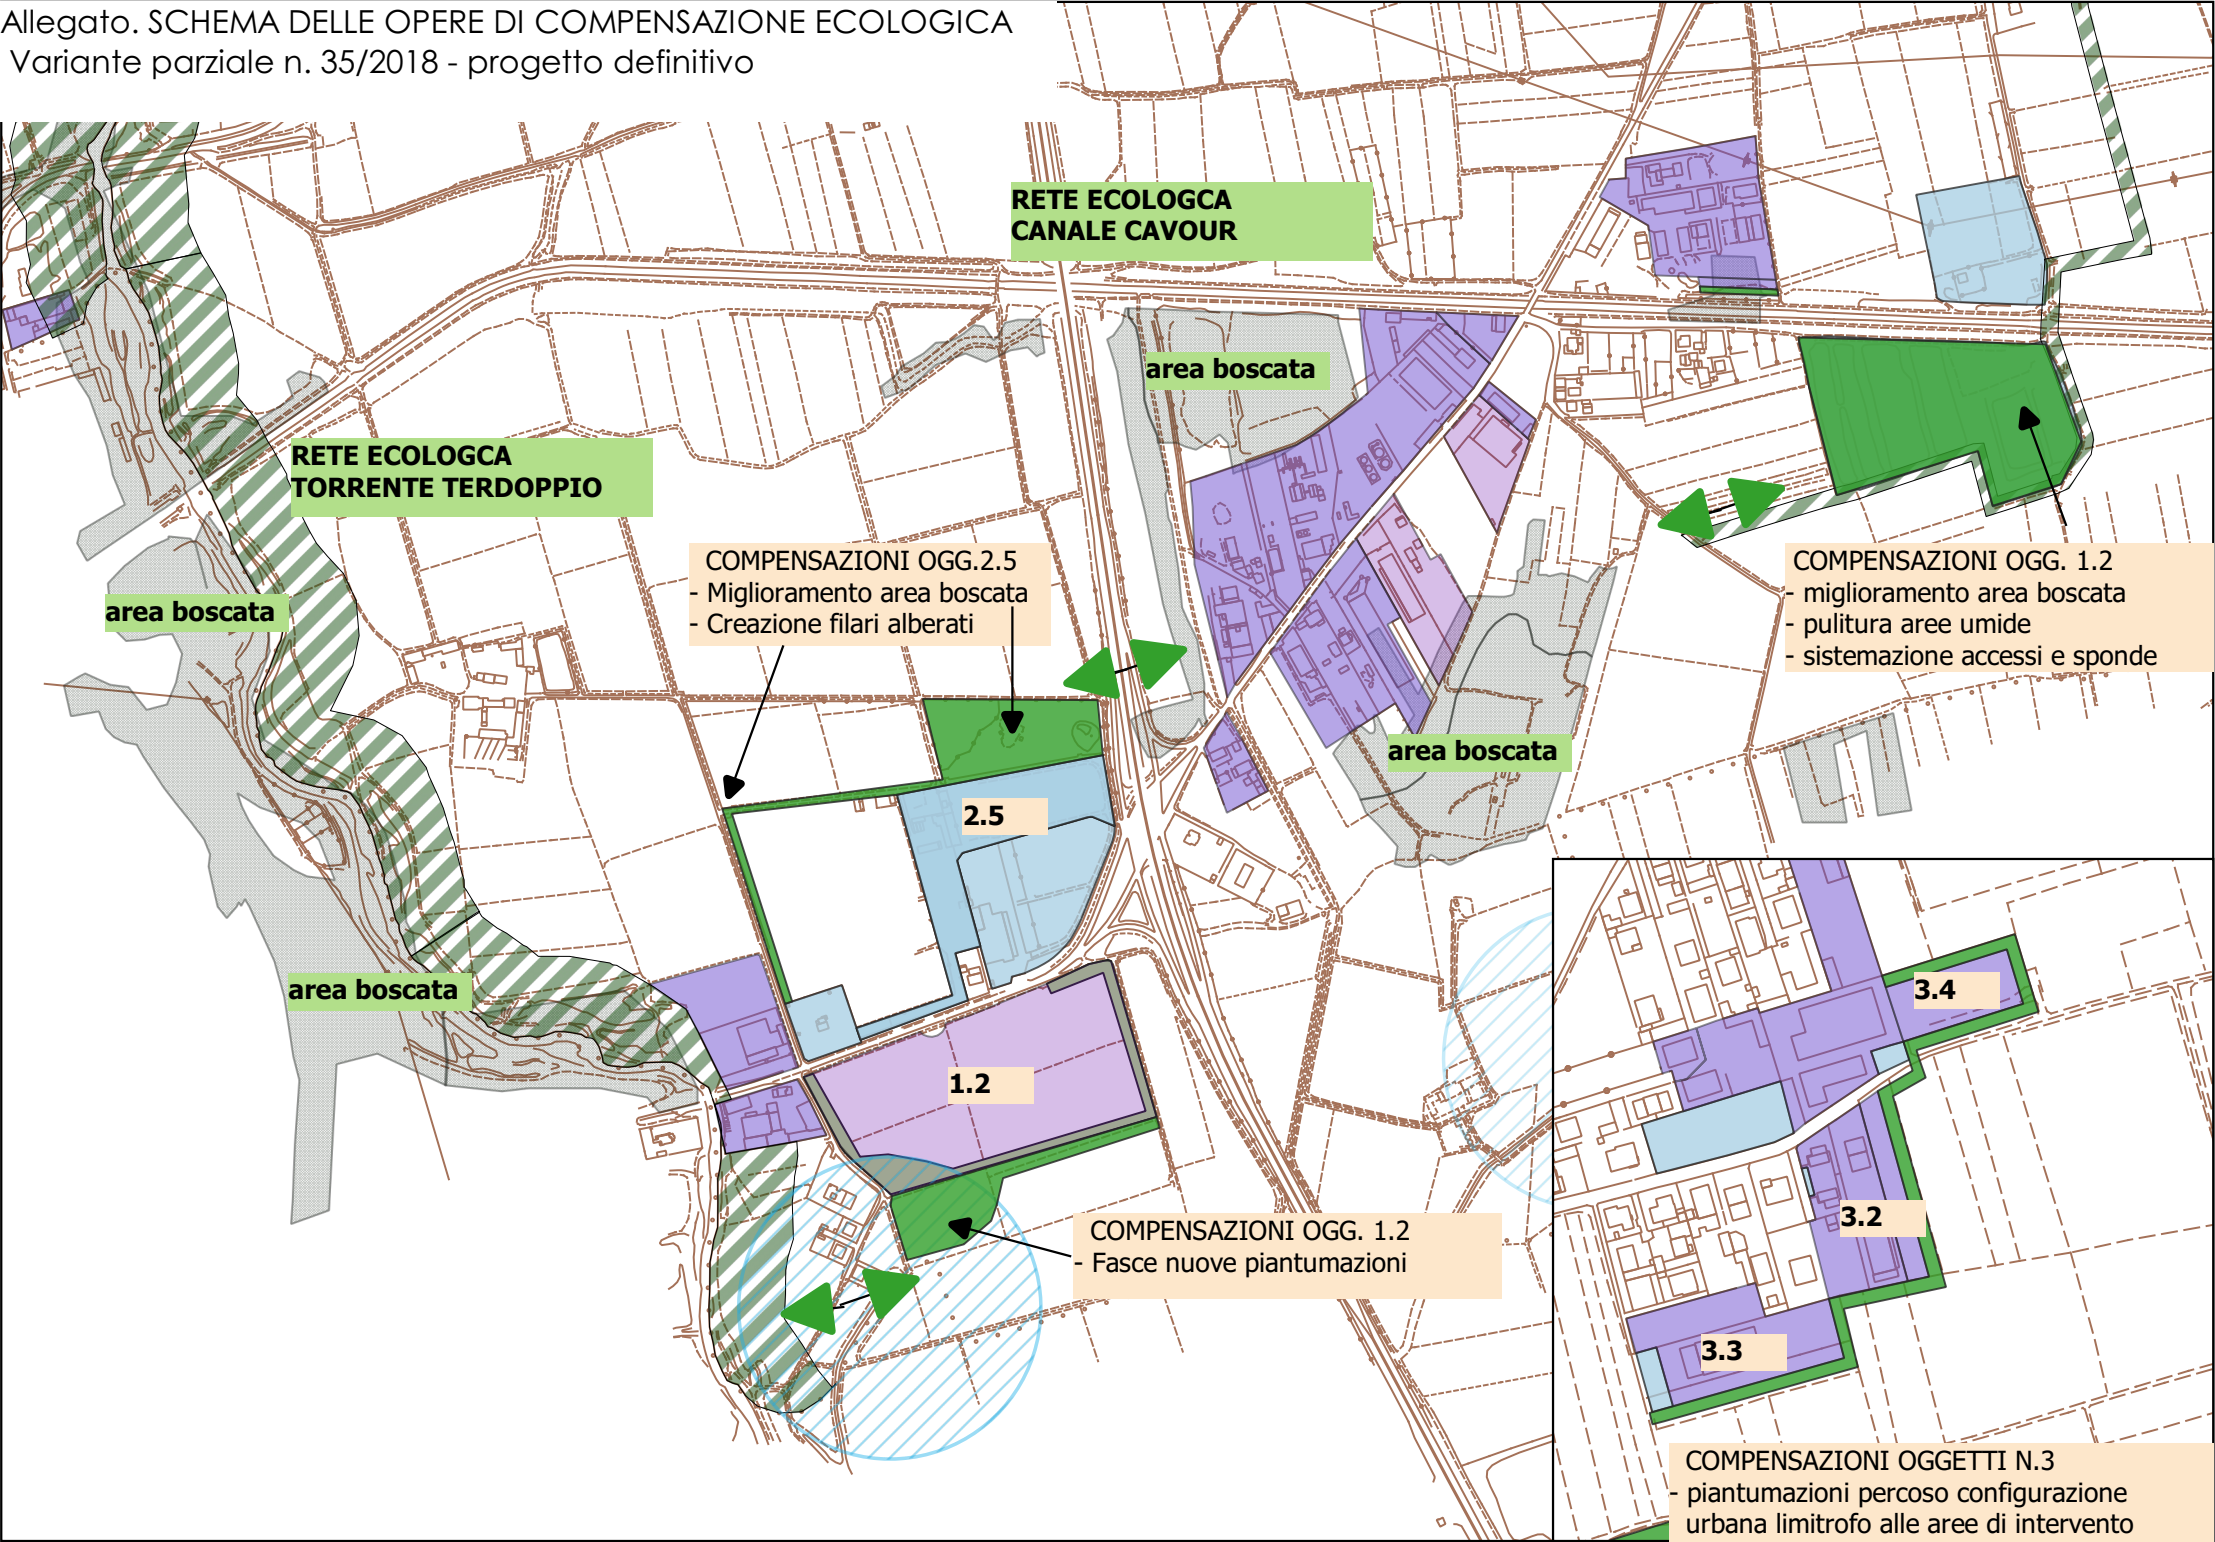 Allegato. SCHEMA DELLE OPERE DI COMPENSAZIONE ECOLOGICA
Variante parziale n. 35/2018 - progetto definitivo
RETE ECOLOGCA
CANALE CAVOUR
area boscata
RETE ECOLOGCA
TORRENTE TERDOPPIO
COMPENSAZIONI OGG.2.5
- Miglioramento area boscata
- Creazione filari alberati
COMPENSAZIONI OGG. 1.2
- miglioramento area boscata
- pulitura aree umide
- sistemazione accessi e sponde
area boscata
area boscata
2.5
area boscata
1.2
3.4
3.2
COMPENSAZIONI OGG. 1.2
- Fasce nuove piantumazioni
3.3
COMPENSAZIONI OGGETTI N.3
- piantumazioni percoso configurazione
urbana limitrofo alle aree di intervento